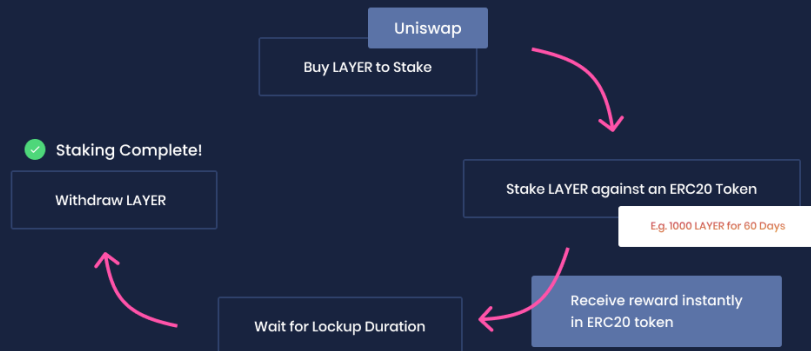 Uniswap
Buy LAYER to Stake
Staking Complete!
Withdraw LAYER
Stake LAYER against an ERC20 Token
E.g. 1000 LAYER for 60 Days
Receive reward instantly
in ERC20 token
Wait for Lockup Duration